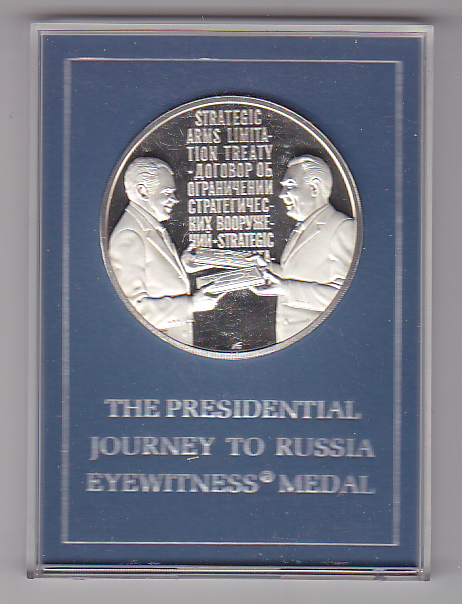 STRATEGIC
ARMS LIMITA-
TION TREATY
-ДОГОВОР ОБ
ОГРАНИЧЕНИИ
СТРАТЕГИЧЕС-
КИХ ВООРУЖЕ-
НИЙ-STRATEGIC
THE PRESIDENTIAL
JOURNEY TO RUSSIA
EYEWITNESS® MEDAL